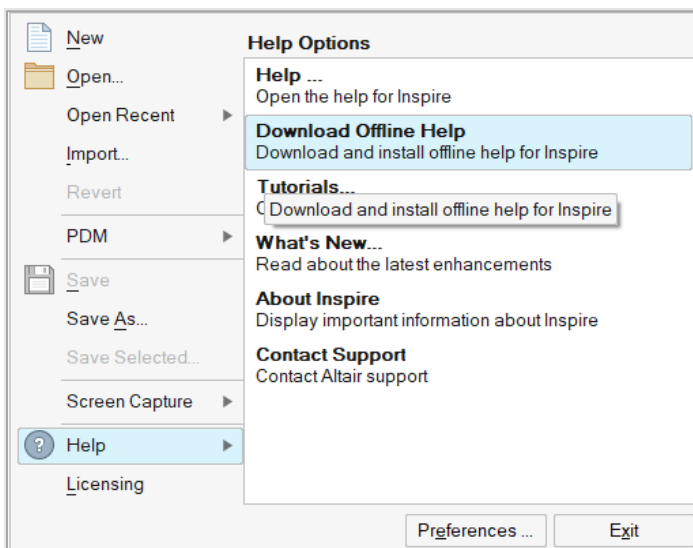 New
Open...
Open Recent
Import...
Revert
PDM
Save
Save As...
Save Selected...
Screen Capture
Help
Licensing
Help Options
Help ...
Open the help for Inspire
Download Offline Help
Download and install offline help for Inspire
Tutorials...
Download and install offline help for Inspire
What's New...
Read about the latest enhancements
About Inspire
Display important information about Inspire
Contact Support
Contact Altair support
Preferences ...
Exit